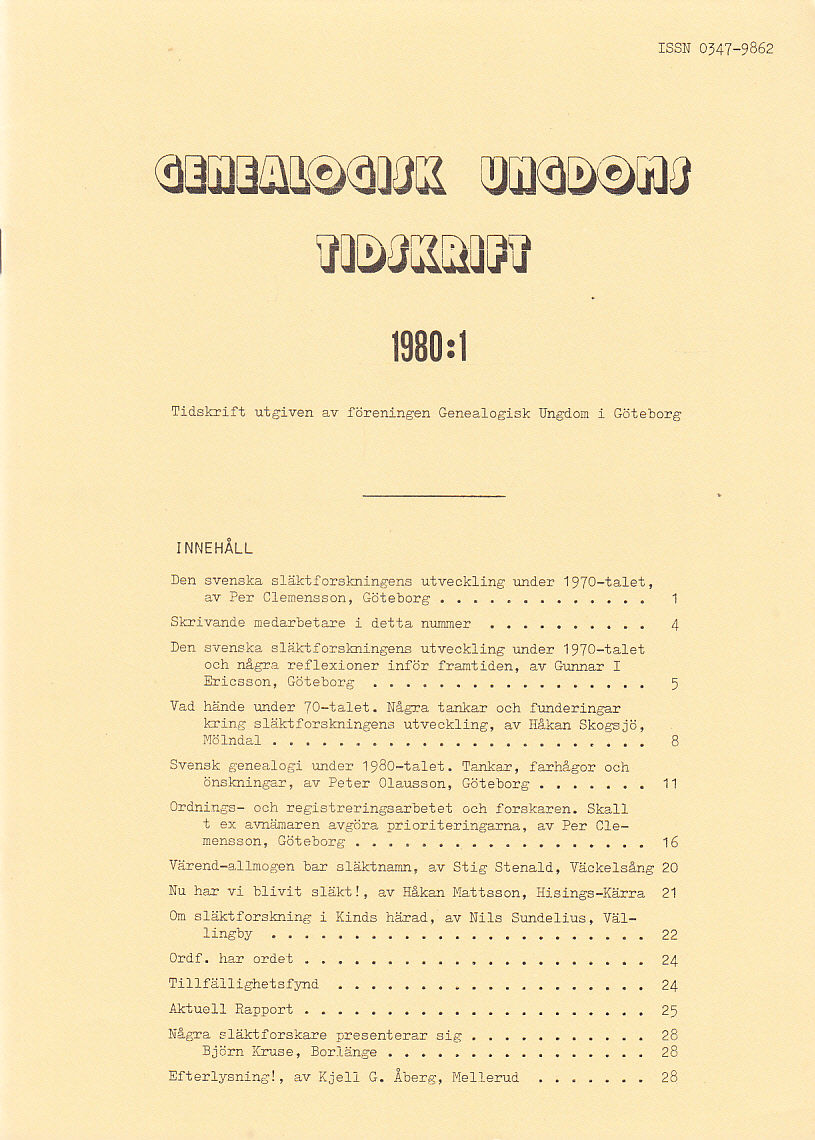 ISSN 0347-9862
GENEALOGISK UNGDOMS
TIDSKRIFT
1980:1
Tidskrift utgiven av föreningen Genealogisk Ungdom i Göteborg
INNEHÅLL
Den svenska släktforskningens utveckling under 1970-talet,
av Per Clemensson, Göteborg . . . . . . . . . . . . . 1
Skrivande medarbetare i detta nummer . . . . . . . . . . 4
Den svenska släktforskningens utveckling under 1970-talet
och några reflexioner inför framtiden, av Gunnar I
Ericsson, Göteborg . . . . . . . . . . . . . . . . . 5
Vad hände under 70-talet. Några tankar och funderingar
kring släktforskningens utveckling, av Håkan Skogsjö,
Mölndal . . . . . . . . . . . . . . . . . . . . . . . 8
Svensk genealogi under 1980-talet. Tankar, farhågor och
önskningar, av Peter Olausson, Göteborg . . . . . . . 11
Ordnings- och registreringsarbetet och forskaren. Skall
t ex avnämaren avgöra prioriteringarna, av Per Cle-
mensson, Göteborg . . . . . . . . . . . . . . . . . . 16
Värend-allmogen bar släktnamn, av Stig Stenald, Väckelsång 20
Nu har vi blivit släkt!, av Håkan Mattsson, Hisings-Kärra 21
Om släktforskning i Kinds härad, av Nils Sundelius, Väl-
lingby . . . . . . . . . . . . . . . . . . . . . . . 22
Ordf. har ordet . . . . . . . . . . . . . . . . . . . . . 24
Tillfällighetsfynd . . . . . . . . . . . . . . . . . . . 24
Aktuell Rapport . . . . . . . . . . . . . . . . . . . . . 25
Några släktforskare presenterar sig . . . . . . . . . . . 28
Björn Kruse, Borlänge . . . . . . . . . . . . . . . . 28
Efterlysning!, av Kjell G. Åberg, Mellerud . . . . . . . 28